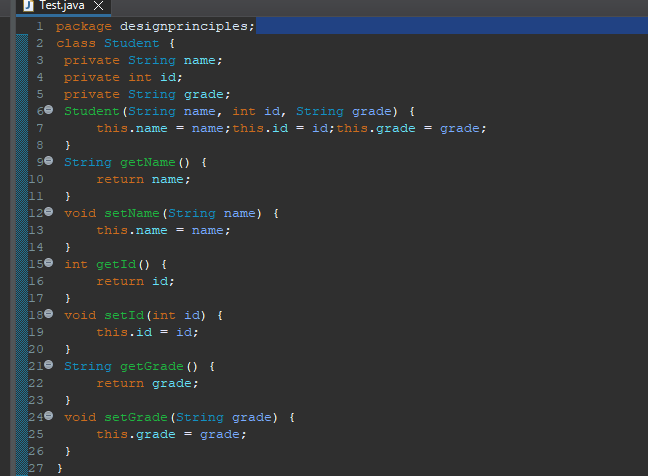 Test.java
1 package designprinciples;
2 class Student {
3 private String name;
4 private int id;
5 private String grade;
6 Student(String name, int id, String grade) {
7 this.name = name;this.id = id;this.grade = grade;
8 }
9 String getName() {
10 return name;
11 }
12 void setName(String name) {
13 this.name = name;
14 }
15 int getId() {
16 return id;
17 }
18 void setId(int id) {
19 this.id = id;
20 }
21 String getGrade() {
22 return grade;
23 }
24 void setGrade(String grade) {
25 this.grade = grade;
26 }
27 }